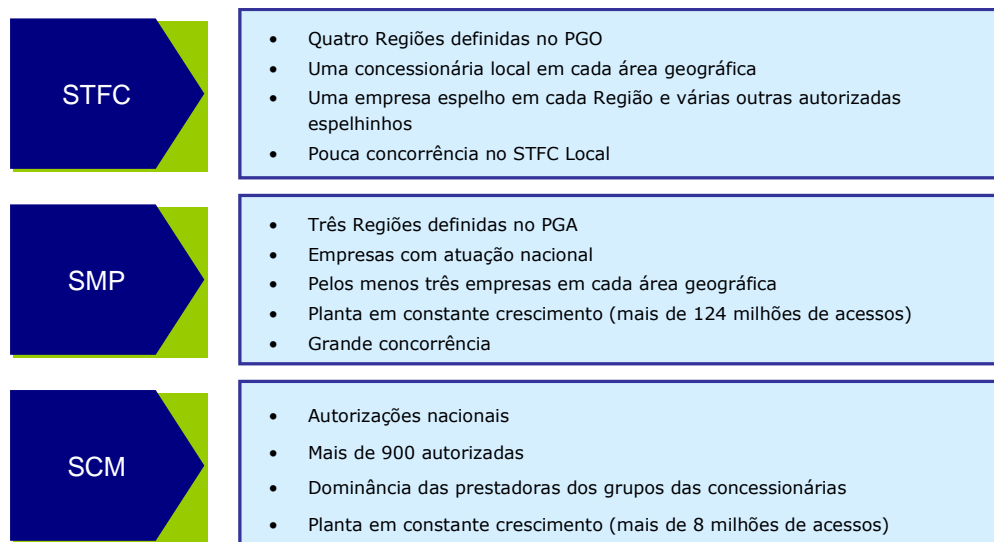 STFC
• Quatro Regiões definidas no PGO
• Uma concessionária local em cada área geográfica
• Uma empresa espelho em cada Região e várias outras autorizadas
espelhinhos
• Pouca concorrência no STFC Local
SMP
• Três Regiões definidas no PGA
• Empresas com atuação nacional
• Pelos menos três empresas em cada área geográfica
• Planta em constante crescimento (mais de 124 milhões de acessos)
• Grande concorrência
SCM
• Autorizações nacionais
• Mais de 900 autorizadas
• Dominância das prestadoras dos grupos das concessionárias
• Planta em constante crescimento (mais de 8 milhões de acessos)